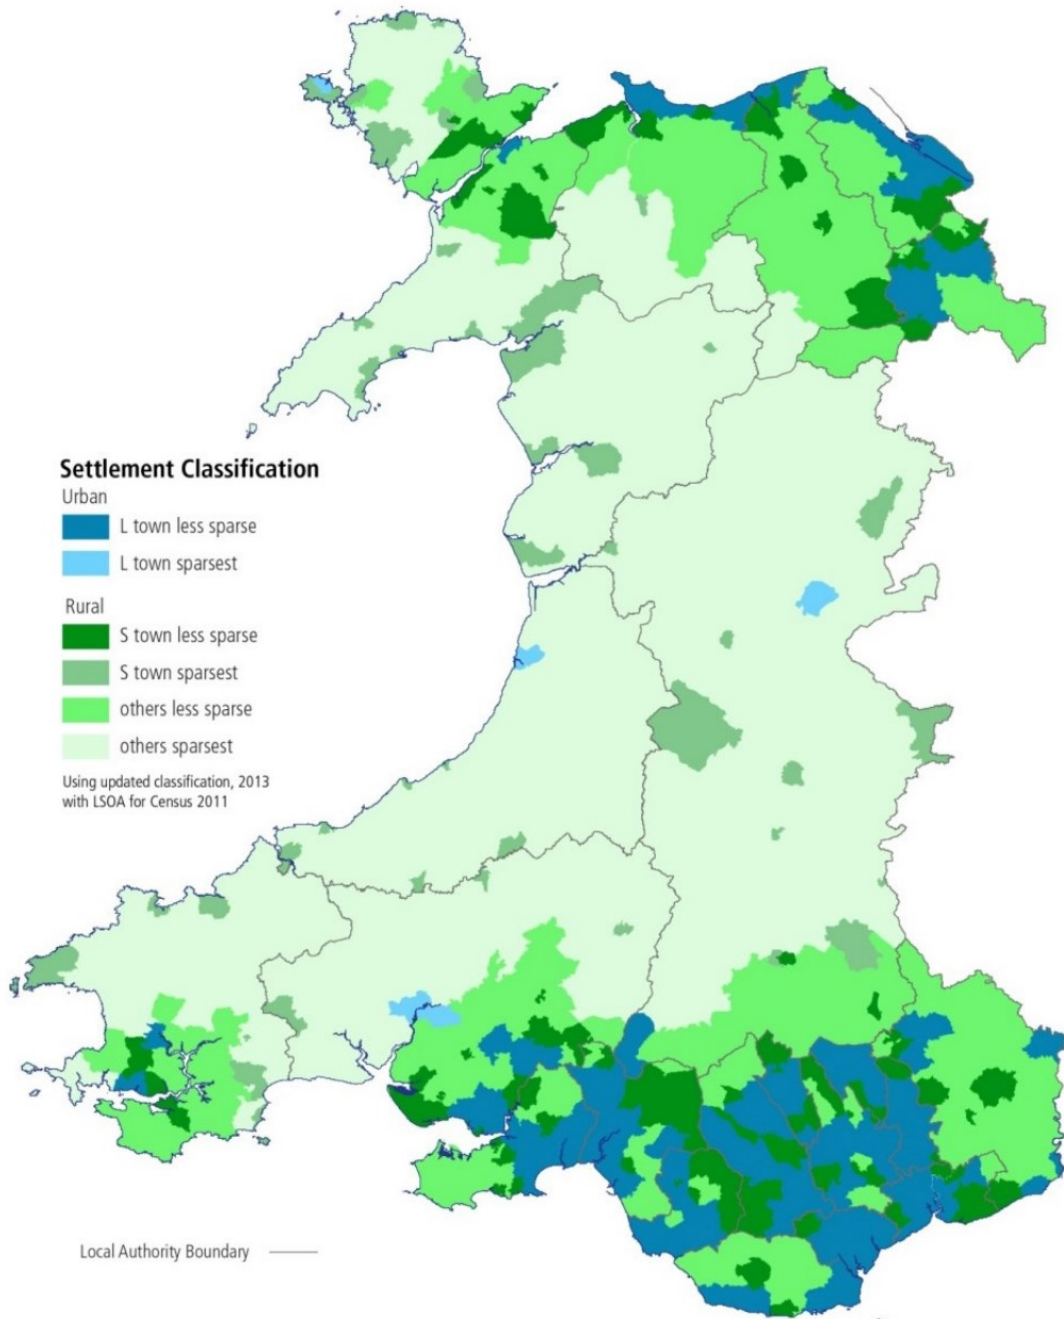 Settlement Classification
Urban
L town less sparse
L town sparsest
Rural
S town less sparse
S town sparsest
others less sparse
others sparsest
Using updated classification, 2013
with LSOA for Census 2011
Local Authority Boundary